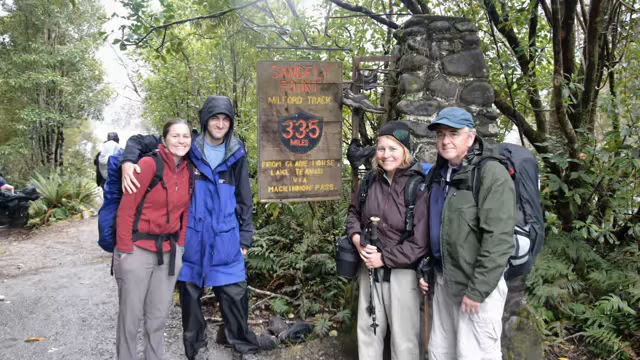 SANDFLY
POINT
MILFORD TRACK
33.5
MILES
FROM GLADE HOUSE
LAKE TE ANAU
VIA
MACKINNON PASS.